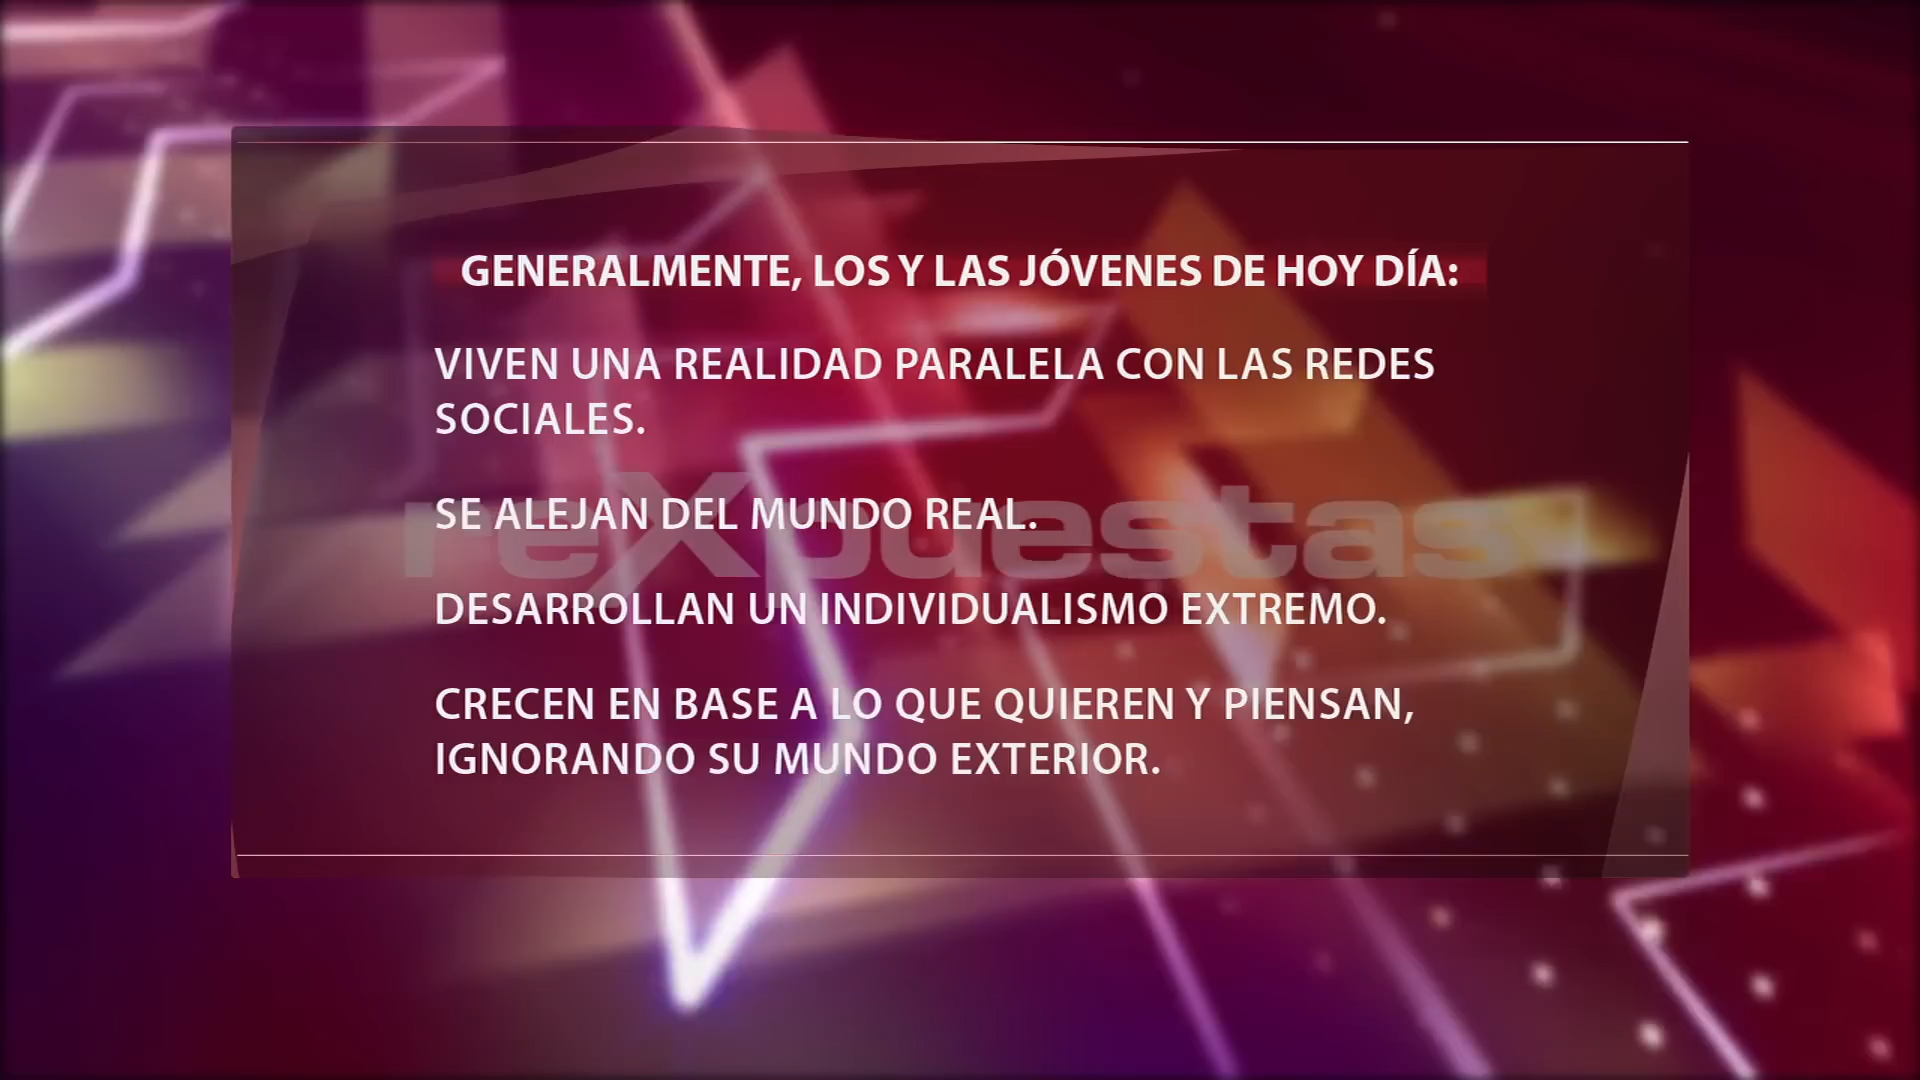 GENERALMENTE, LOS Y LAS JÓVENES DE HOY DÍA:
VIVEN UNA REALIDAD PARALELA CON LAS REDES
SOCIALES.
SE ALEJAN DEL MUNDO REAL.
reXpuestas
DESARROLLAN UN INDIVIDUALISMO EXTREMO.
CRECEN EN BASE A LO QUE QUIEREN Y PIENSAN,
IGNORANDO SU MUNDO EXTERIOR.